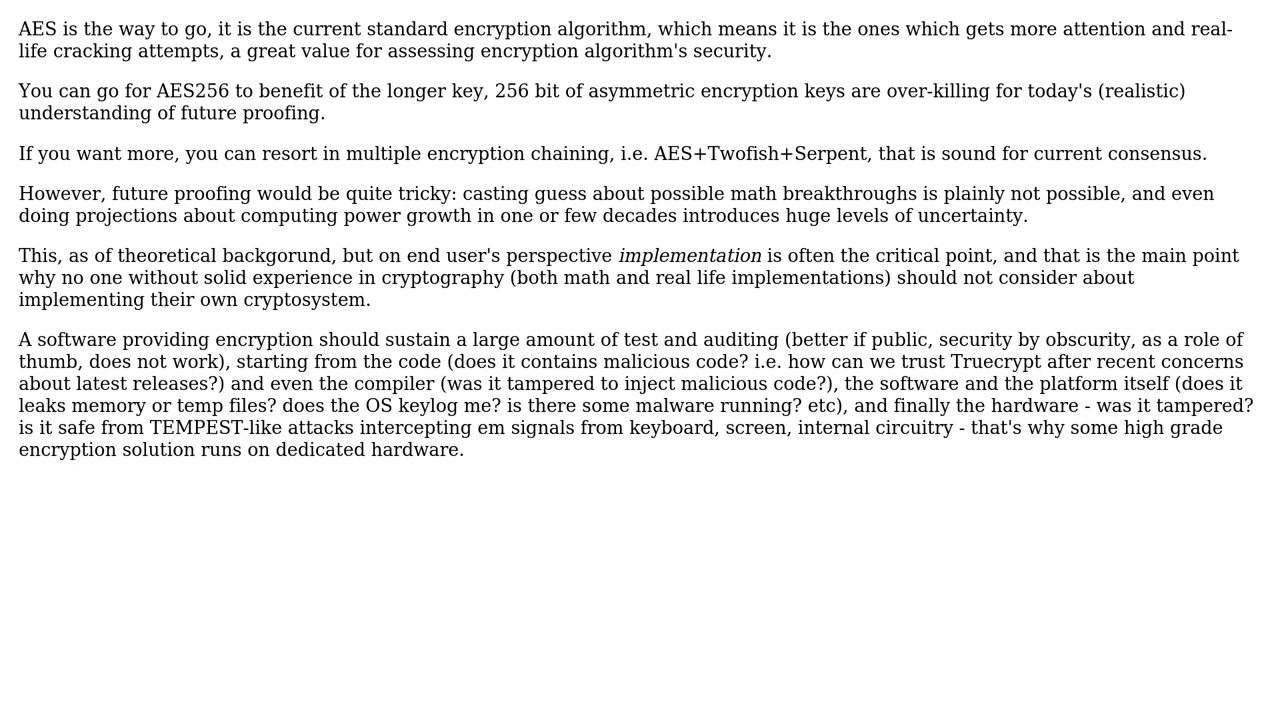 AES is the way to go, it is the current standard encryption algorithm, which means it is the ones which gets more attention and real-
life cracking attempts, a great value for assessing encryption algorithm's security.
You can go for AES256 to benefit of the longer key, 256 bit of asymmetric encryption keys are over-killing for today's (realistic)
understanding of future proofing.
If you want more, you can resort in multiple encryption chaining, i.e. AES+Twofish+Serpent, that is sound for current consensus.
However, future proofing would be quite tricky: casting guess about possible math breakthroughs is plainly not possible, and even
doing projections about computing power growth in one or few decades introduces huge levels of uncertainty.
This, as of theoretical backgorund, but on end user's perspective implementation is often the critical point, and that is the main point
why no one without solid experience in cryptography (both math and real life implementations) should not consider about
implementing their own cryptosystem.
A software providing encryption should sustain a large amount of test and auditing (better if public, security by obscurity, as a role of
thumb, does not work), starting from the code (does it contains malicious code? i.e. how can we trust Truecrypt after recent concerns
about latest releases?) and even the compiler (was it tampered to inject malicious code?), the software and the platform itself (does it
leaks memory or temp files? does the OS keylog me? is there some malware running? etc), and finally the hardware - was it tampered?
is it safe from TEMPEST-like attacks intercepting em signals from keyboard, screen, internal circuitry - that's why some high grade
encryption solution runs on dedicated hardware.